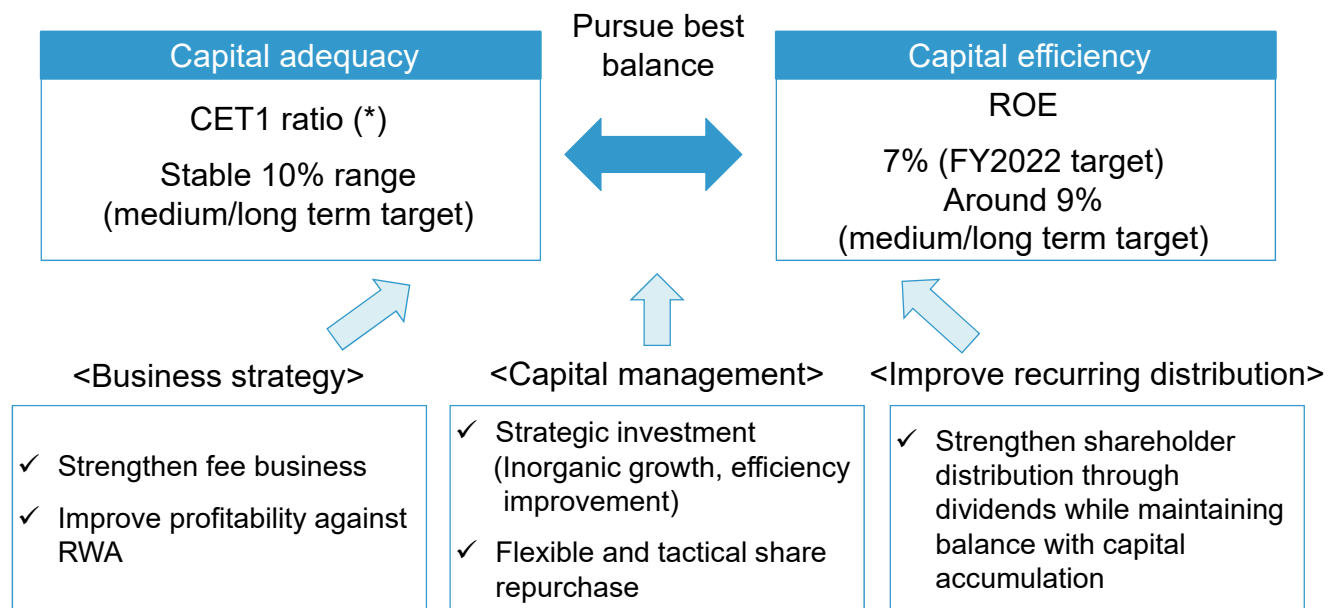 Pursue best
balance
Capital adequacy
CET1 ratio (*)
Stable 10% range
(medium/long term target)
Capital efficiency
ROE
7% (FY2022 target)
Around 9%
(medium/long term target)
<Business strategy>
✓ Strengthen fee business
✓ Improve profitability against
RWA
<Capital management>
✓ Strategic investment
(Inorganic growth, efficiency
improvement)
✓ Flexible and tactical share
repurchase
<Improve recurring distribution>
✓ Strengthen shareholder
distribution through
dividends while maintaining
balance with capital
accumulation